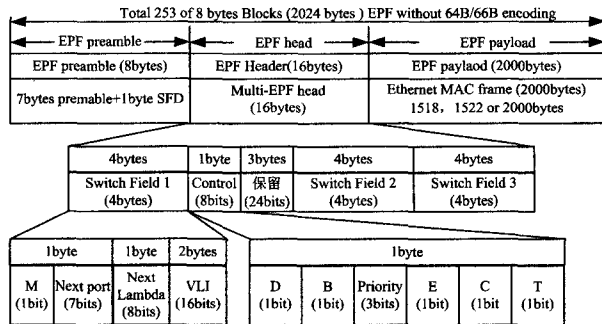 Total 253 of 8 bytes Blocks (2024 bytes ) EPF without 64B/66B encoding
EPF preamble EPF head EPF payload
EPF preamble (8bytes) EPF Header(16bytes) EPF paylaod (2000bytes)
7bytes premable+1byte SFD Multi-EPF head (16bytes) Ethernet MAC frame (2000bytes) 1518，1522 or 2000bytes
4bytes 1byte 3bytes 4bytes 4bytes
Switch Field 1 (4bytes) Control (8bits) 保留 (24bits) Switch Field 2 (4bytes) Switch Field 3 (4bytes)
1byte 1byte 2bytes 1byte
M (1bit) Next port (7bits) Next Lambda (8bits) VLI (16bits) D (1bit) B (1bit) Priority (3bits) E (1bit) C (1bit T (1bit)